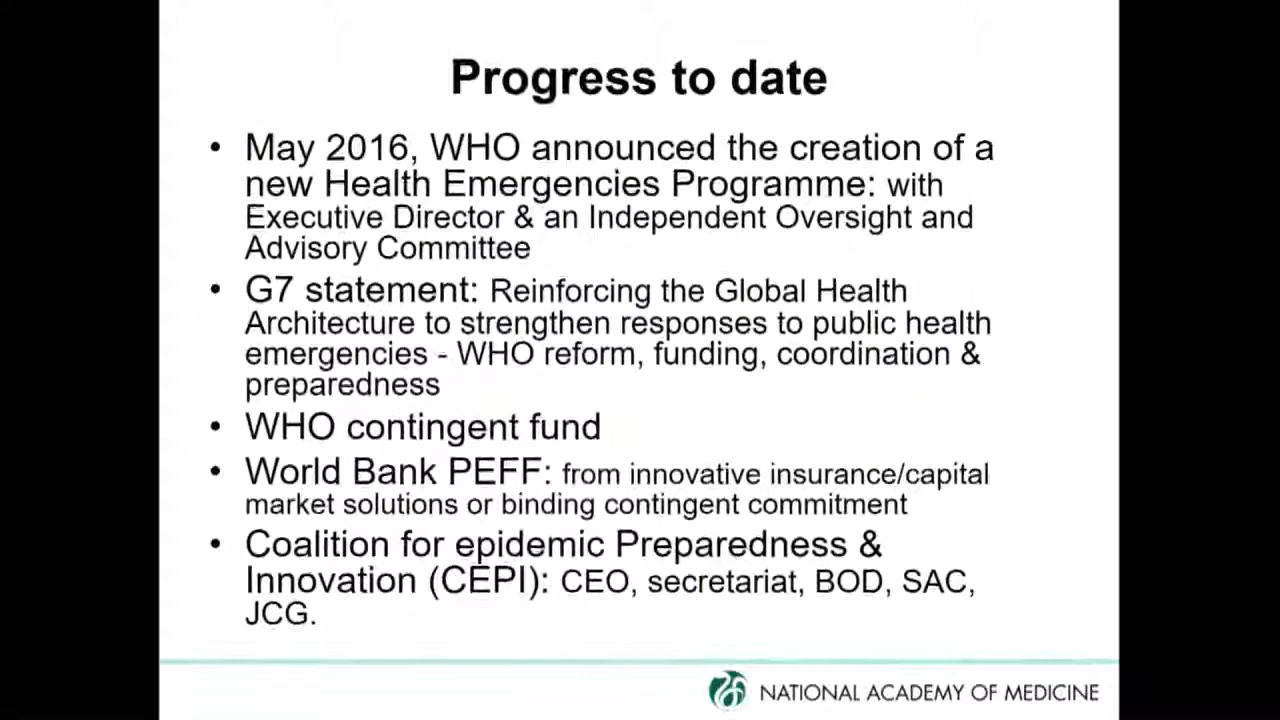 Progress to date
• May 2016, WHO announced the creation of a
new Health Emergencies Programme: with
Executive Director & an Independent Oversight and
Advisory Committee
• G7 statement: Reinforcing the Global Health
Architecture to strengthen responses to public health
emergencies - WHO reform, funding, coordination &
preparedness
• WHO contingent fund
• World Bank PEFF: from innovative insurance/capital
market solutions or binding contingent commitment
• Coalition for epidemic Preparedness &
Innovation (CEPI): CEO, secretariat, BOD, SAC,
JCG.
NATIONAL ACADEMY OF MEDICINE